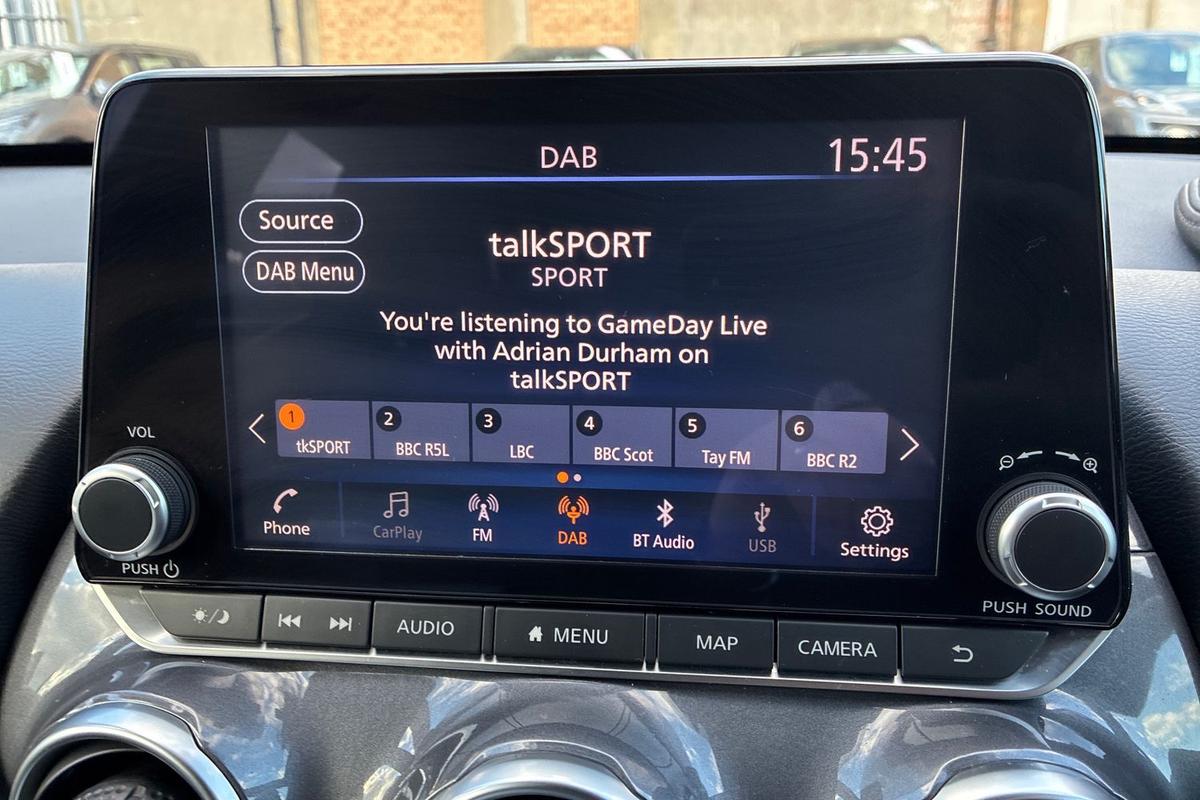 DAB
15:45
Source
DAB Menu
talkSPORT
SPORT
You're listening to GameDay Live
with Adrian Durham on
talkSPORT
1 tkSPORT
2 BBC R5L
3 LBC
4 BBC Scot
5 Tay FM
6 BBC R2
Phone
CarPlay
FM
DAB
BT Audio
USB
Settings
VOL
PUSH
PUSH SOUND
AUDIO
MENU
MAP
CAMERA